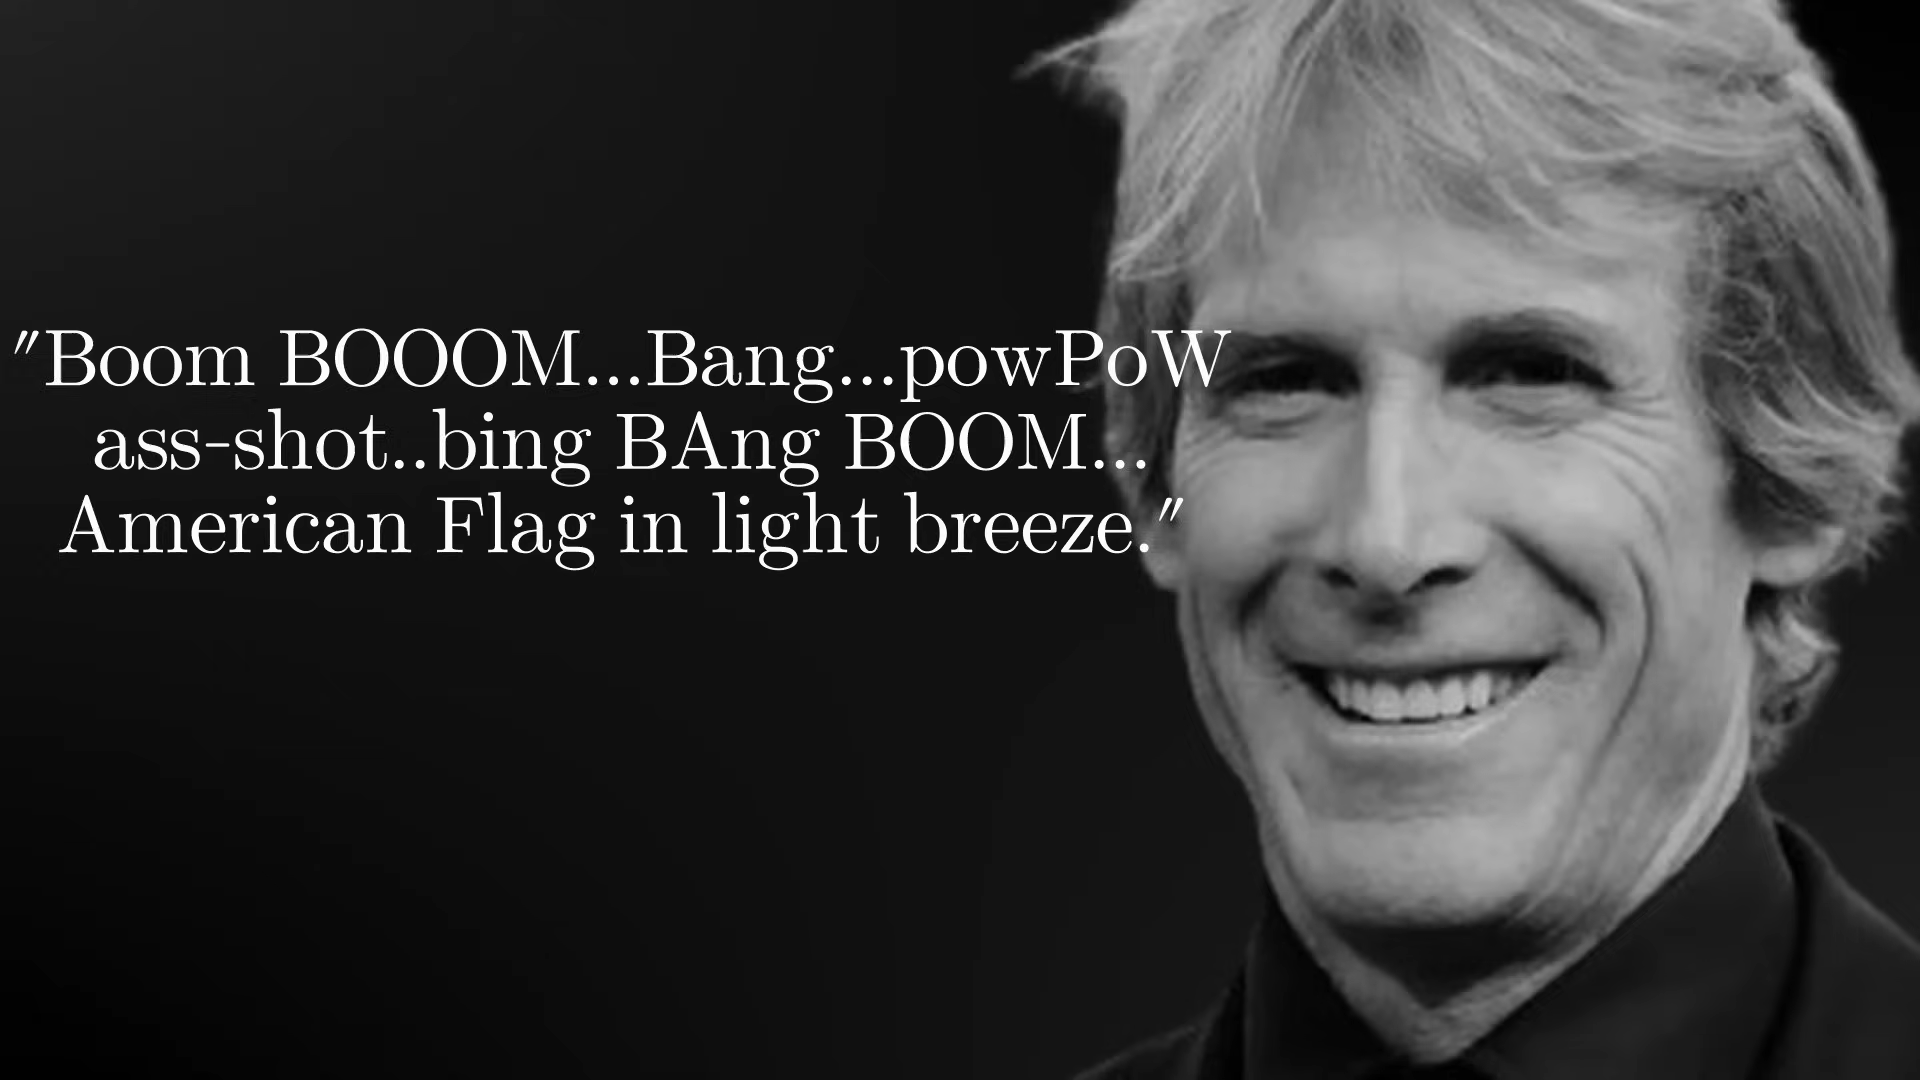 "Boom BOOOM...Bang...powPoW
ass-shot..bing BAng BOOM...
American Flag in light breeze."